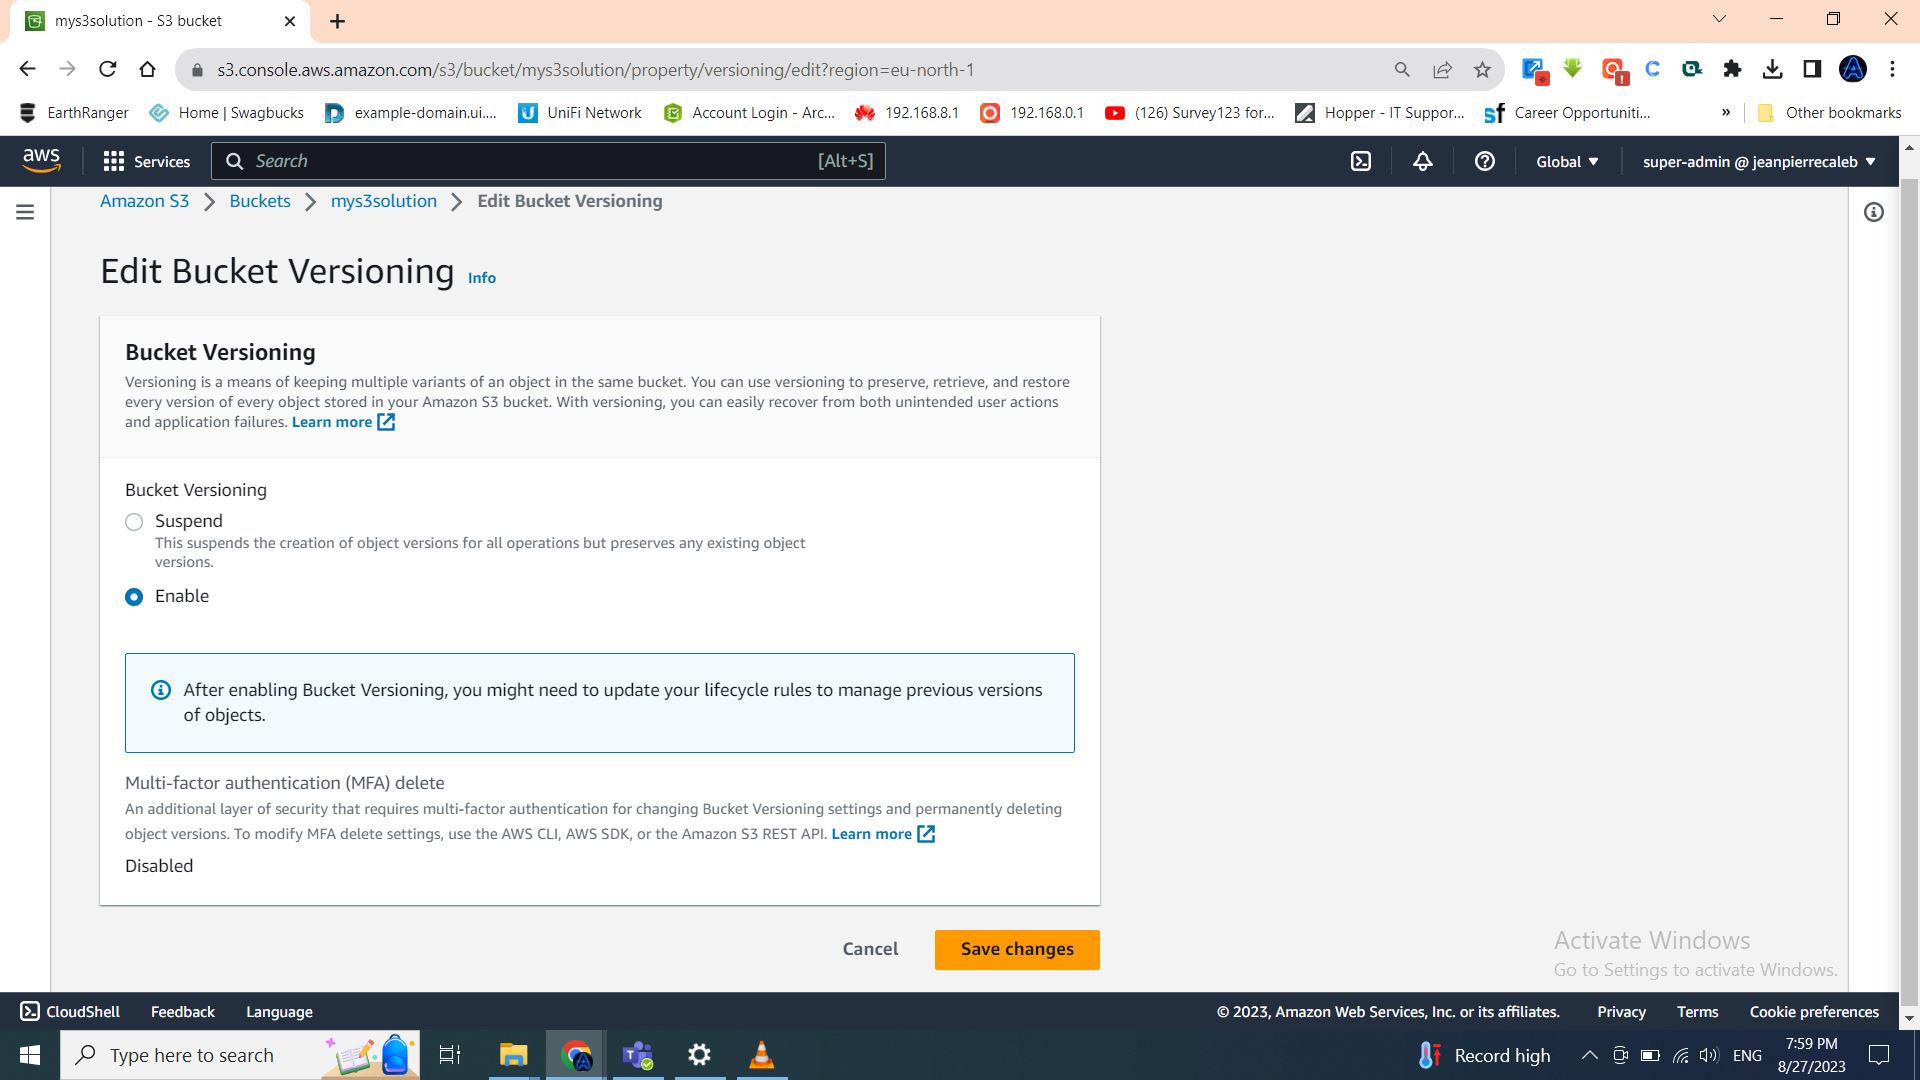 mys3solution - S3 bucket
s3.console.aws.amazon.com/s3/bucket/mys3solution/property/versioning/edit?region=eu-north-1
EarthRanger
Home | Swagbucks
example-domain.ui....
UniFi Network
Account Login - Arc...
192.168.8.1
192.168.0.1
(126) Survey123 for...
Hopper - IT Suppor...
Career Opportuniti...
»
Other bookmarks
aws
Services
Search
[Alt+S]
Global
super-admin @ jeanpierrecaleb
Amazon S3
Buckets
mys3solution
Edit Bucket Versioning
Edit Bucket Versioning
Info
Bucket Versioning
Versioning is a means of keeping multiple variants of an object in the same bucket. You can use versioning to preserve, retrieve, and restore
every version of every object stored in your Amazon S3 bucket. With versioning, you can easily recover from both unintended user actions
and application failures. Learn more
Bucket Versioning
Suspend
This suspends the creation of object versions for all operations but preserves any existing object
versions.
Enable
After enabling Bucket Versioning, you might need to update your lifecycle rules to manage previous versions
of objects.
Multi-factor authentication (MFA) delete
An additional layer of security that requires multi-factor authentication for changing Bucket Versioning settings and permanently deleting
object versions. To modify MFA delete settings, use the AWS CLI, AWS SDK, or the Amazon S3 REST API. Learn more
Disabled
Cancel
Save changes
Activate Windows
Go to Settings to activate Windows.
CloudShell
Feedback
Language
© 2023, Amazon Web Services, Inc. or its affiliates.
Privacy
Terms
Cookie preferences
Type here to search
Record high
ENG
7:59 PM
8/27/2023